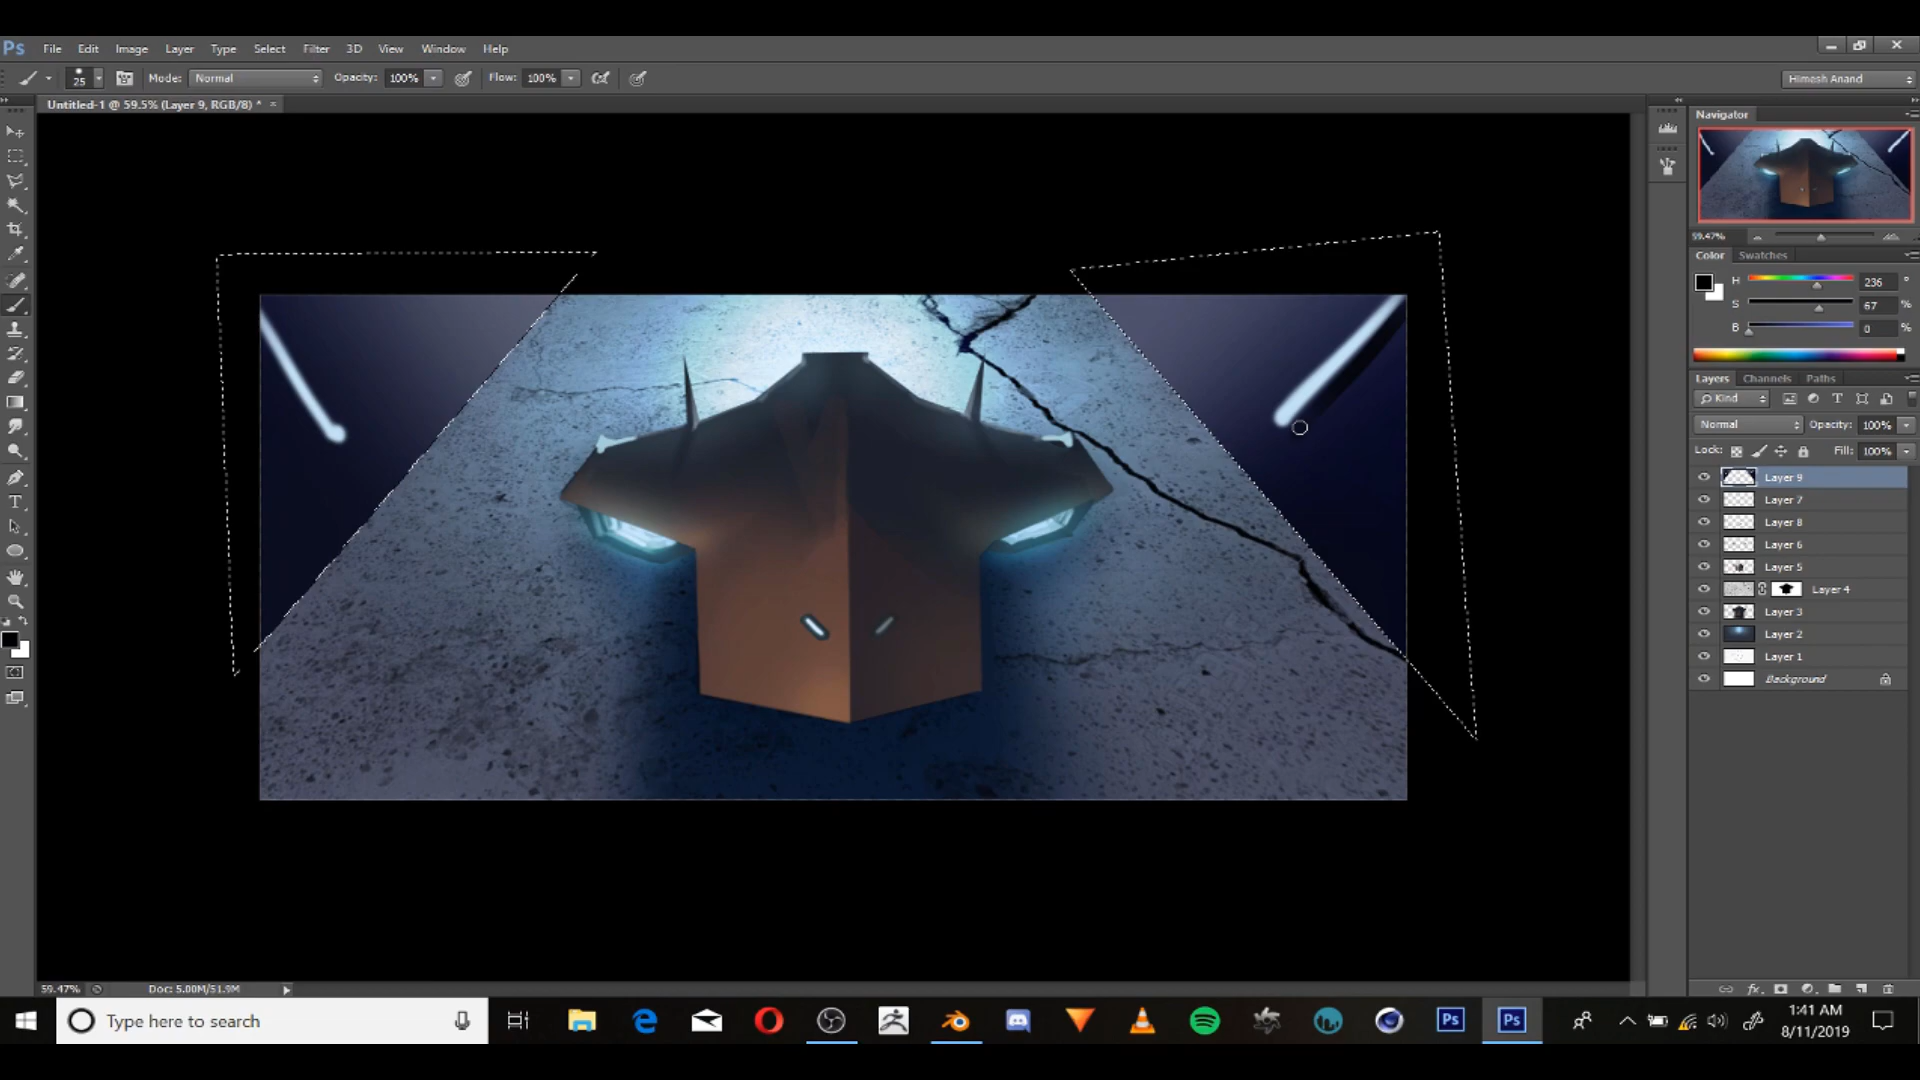 Ps File Edit Image Layer Type Select Filter 3D View Window Help
25 Mode: Normal Opacity: 100% Flow: 100% Himesh Anand
Untitled-1 @ 59.5% (Layer 9, RGB/8) * ×
Navigator
59.47%
Color Swatches
H 236 °
S 67 %
B 0 %
Layers Channels Paths
Kind
Normal Opacity: 100%
Lock: Fill: 100%
Layer 9
Layer 7
Layer 8
Layer 6
Layer 5
Layer 4
Layer 3
Layer 2
Layer 1
Background
59.47% Doc: 5.00M/51.9M
Type here to search
Ps
Ps
1:41 AM
8/11/2019